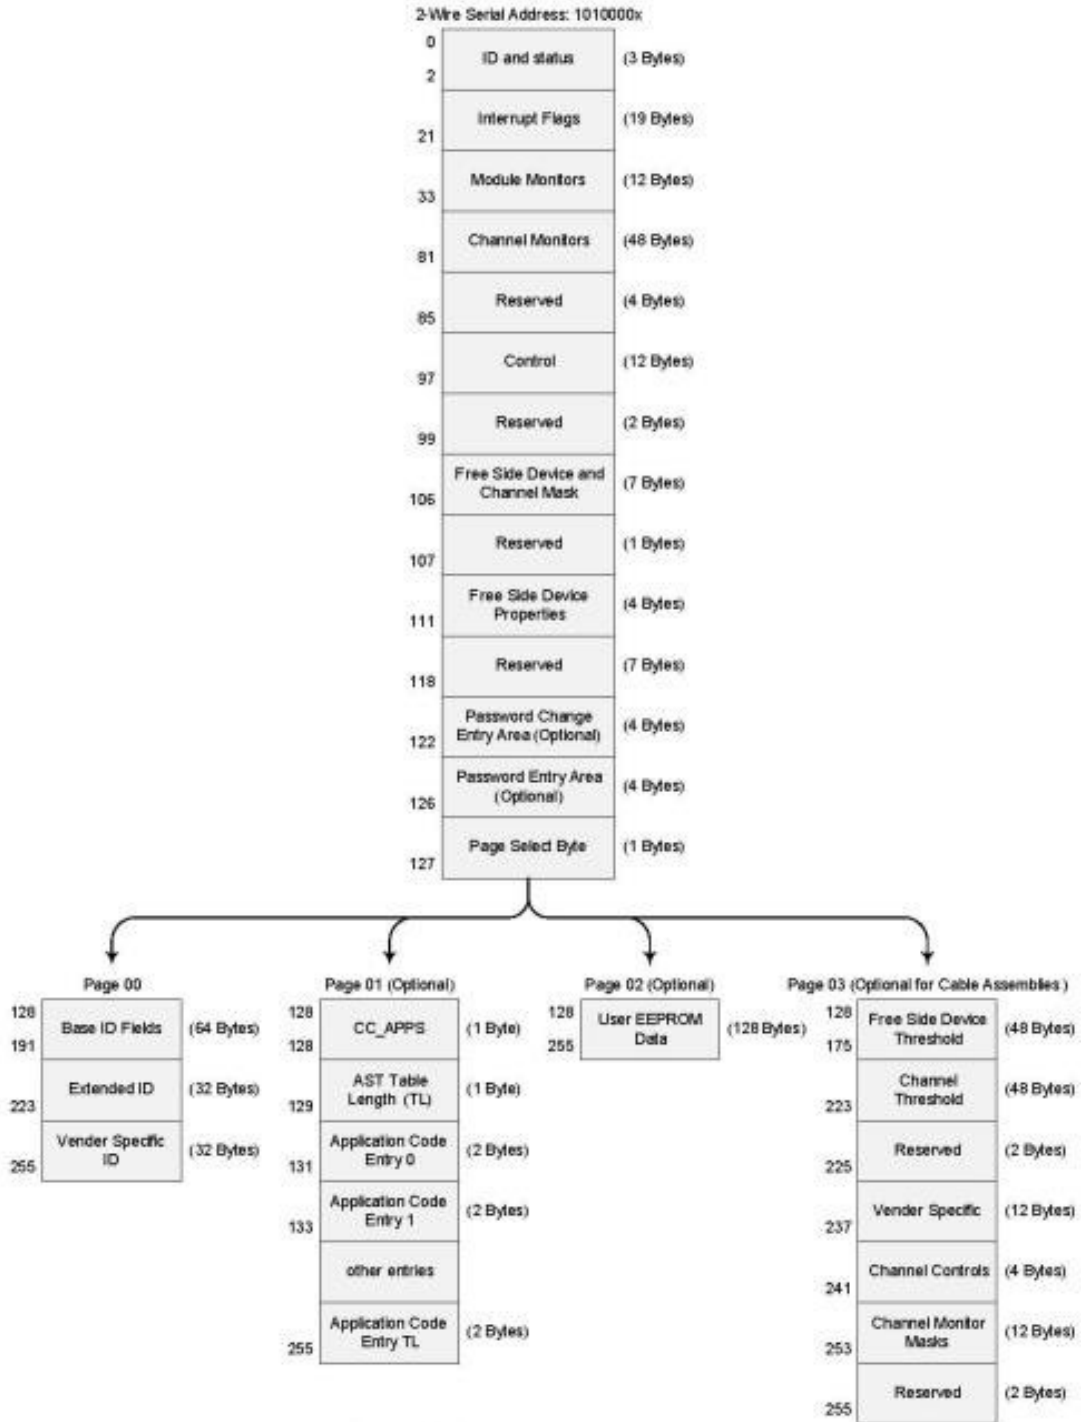 2-Wire Serial Address: 1010000x
0
ID and status (3 Bytes)
2
Interrupt Flags (19 Bytes)
21
Module Monitors (12 Bytes)
33
Channel Monitors (48 Bytes)
81
Reserved (4 Bytes)
85
Control (12 Bytes)
97
Reserved (2 Bytes)
99
Free Side Device and
Channel Mask
(7 Bytes)
106
Reserved (1 Bytes)
107
Free Side Device
Properties
(4 Bytes)
111
Reserved (7 Bytes)
118
Password Change
Entry Area (Optional)
(4 Bytes)
122
Password Entry Area
(Optional)
(4 Bytes)
126
Page Select Byte (1 Bytes)
127
Page 00
128
Base ID Fields (64 Bytes)
191
Extended ID (32 Bytes)
223
Vender Specific
ID
(32 Bytes)
255
Page 01 (Optional)
128
CC_APPS (1 Byte)
128
AST Table
Length (TL)
(1 Byte)
129
Application Code
Entry 0
(2 Bytes)
131
Application Code
Entry 1
(2 Bytes)
133
other entries
Application Code
Entry TL
(2 Bytes)
255
Page 02 (Optional)
128
User EEPROM
Data
(128 Bytes)
255
Page 03 (Optional for Cable Assemblies)
128
Free Side Device
Threshold
(48 Bytes)
175
Channel
Threshold
(48 Bytes)
223
Reserved (2 Bytes)
225
Vender Specific (12 Bytes)
237
Channel Controls (4 Bytes)
241
Channel Monitor
Masks
(12 Bytes)
253
Reserved (2 Bytes)
255